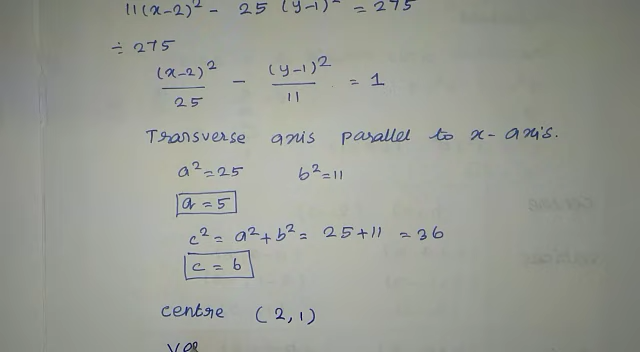 11(x-2)² - 25 (y-1)² = 275
÷ 275
(x-2)²/25 - (y-1)²/11 = 1
Transverse axis parallel to x-axis.
a²=25 b²=11
a=5
c² = a²+b² = 25+11 = 36
c = 6
centre (2,1)